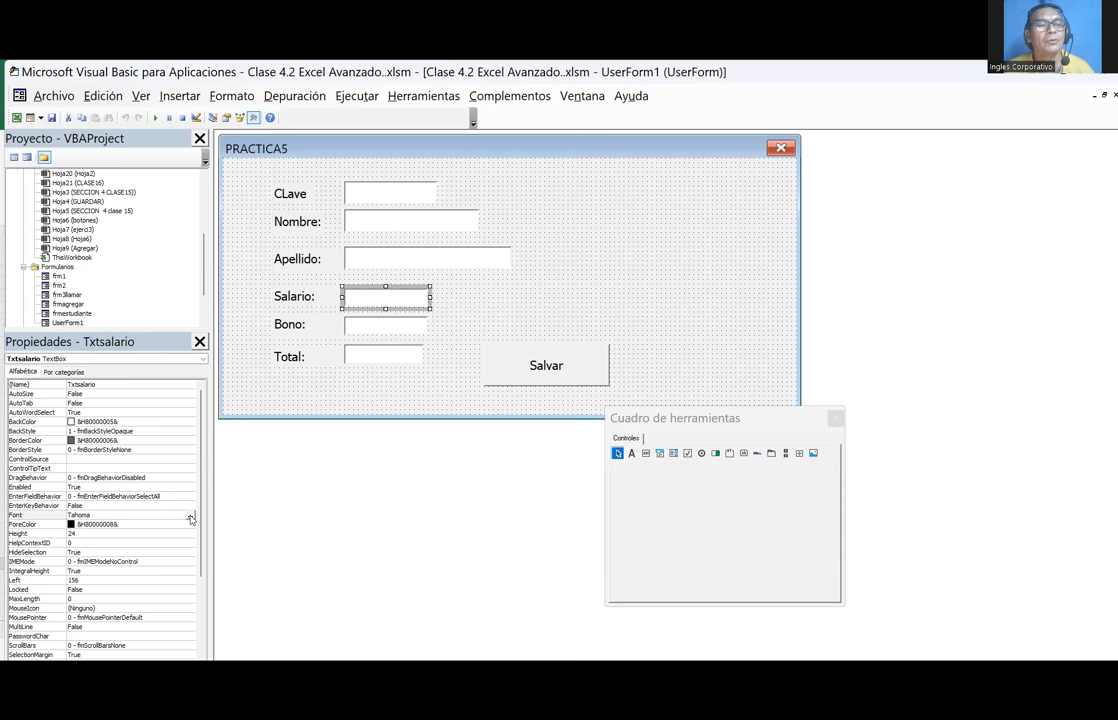 Ingles Corporativo
Microsoft Visual Basic para Aplicaciones - Clase 4.2 Excel Avanzado..xlsm - [Clase 4.2 Excel Avanzado..xlsm - UserForm1 (UserForm)]
Archivo Edición Ver Insertar Formato Depuración Ejecutar Herramientas Complementos Ventana Ayuda
Proyecto - VBAProject
Hoja20 (Hoja2)
Hoja21 (CLASE16)
Hoja3 (SECCION 4 CLASE15))
Hoja4 (GUARDAR)
Hoja5 (SECCION 4 clase 15)
Hoja6 (botones)
Hoja7 (ejerci3)
Hoja8 (Hoja6)
Hoja9 (Agregar)
ThisWorkbook
Formularios
frm1
frm2
frm3llamar
frmagregar
frmestudiante
UserForm1
Propiedades - Txtsalario
Txtsalario TextBox
Alfabética Por categorías
(Name) Txtsalario
AutoSize False
AutoTab False
AutoWordSelect True
BackColor &H80000005&
BackStyle 1 - fmBackStyleOpaque
BorderColor &H80000006&
BorderStyle 0 - fmBorderStyleNone
ControlSource
ControlTipText
DragBehavior 0 - fmDragBehaviorDisabled
Enabled True
EnterFieldBehavior 0 - fmEnterFieldBehaviorSelectAll
EnterKeyBehavior False
Font Tahoma
ForeColor &H80000008&
Height 24
HelpContextID 0
HideSelection True
IMEMode 0 - fmIMEModeNoControl
IntegralHeight True
Left 156
Locked False
MaxLength 0
MouseIcon (Ninguno)
MousePointer 0 - fmMousePointerDefault
MultiLine False
PasswordChar
ScrollBars 0 - fmScrollBarsNone
SelectionMargin True
PRACTICA5
CLave
Nombre:
Apellido:
Salario:
Bono:
Total:
Salvar
Cuadro de herramientas
Controles